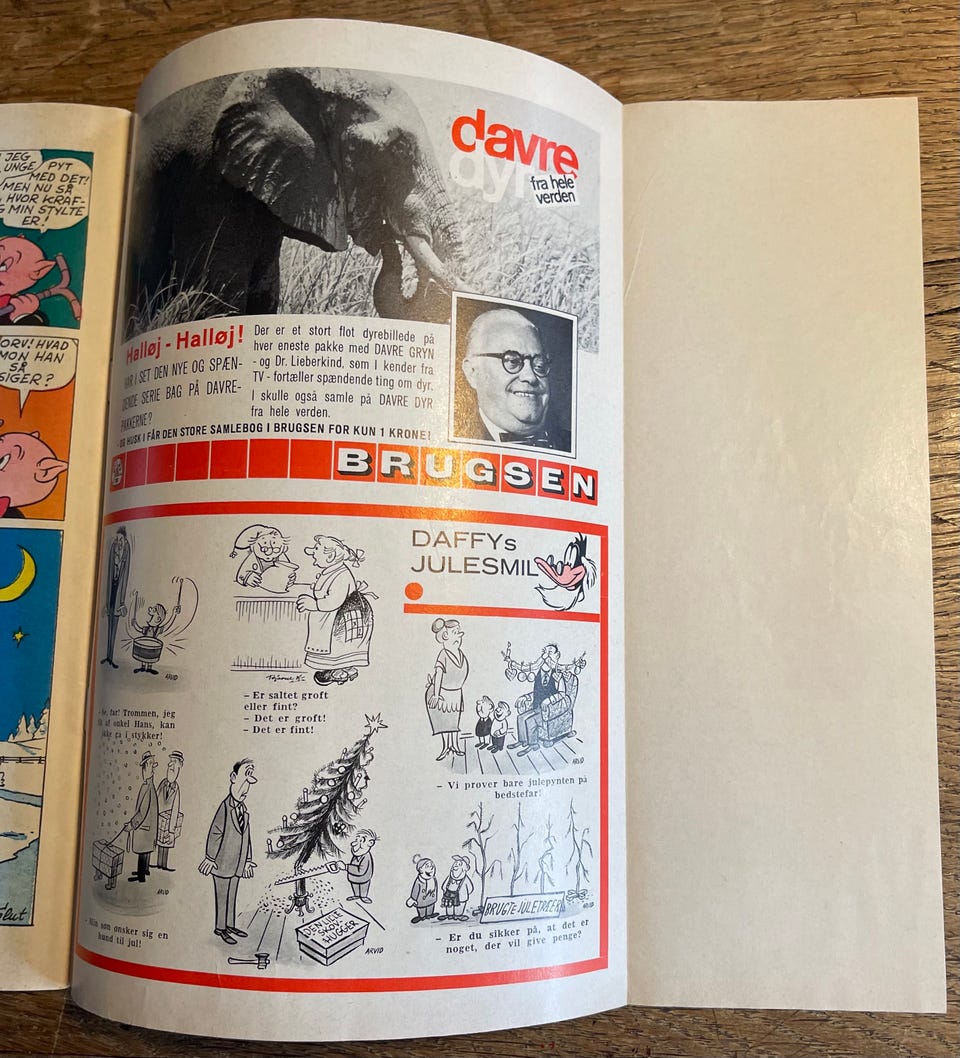 JEG
UNGE
PYT
MED DET!
MEN NU SÅ
HVOR KRAF-
G MIN STYLTE
ER!
ORV! HVAD
MON HAN
SÅ
SIGER?
Slut
davre
dyr
fra hele
verden
Halløj - Halløj!
HAR I SET DEN NYE OG SPÆN-
DENDE SERIE BAG PÅ DAVRE-
PAKKERNE?
Der er et stort flot dyrebillede på
hver eneste pakke med DAVRE GRYN
- og Dr. Lieberkind, som I kender fra
TV - fortæller spændende ting om dyr.
I skulle også samle på DAVRE DYR
fra hele verden.
OG HUSK I FÅR DEN STORE SAMLEBOG I BRUGSEN FOR KUN 1 KRONE!
BRUGSEN
DAFFYs
JULESMIL
ARVID
far! Trommen, jeg
af onkel Hans, kan
gå i stykker!
- Er saltet groft
eller fint?
- Det er groft!
- Det er fint!
ARVID
- Vi prøver bare julepynten på
bedstefar!
ARVID
- Min søn ønsker sig en
hund til jul!
DEN LILLE
SKOV-
HUGGER
ARVID
BRUGTE JULETRÆER
ARVID
- Er du sikker på, at det er
noget, der vil give penge?